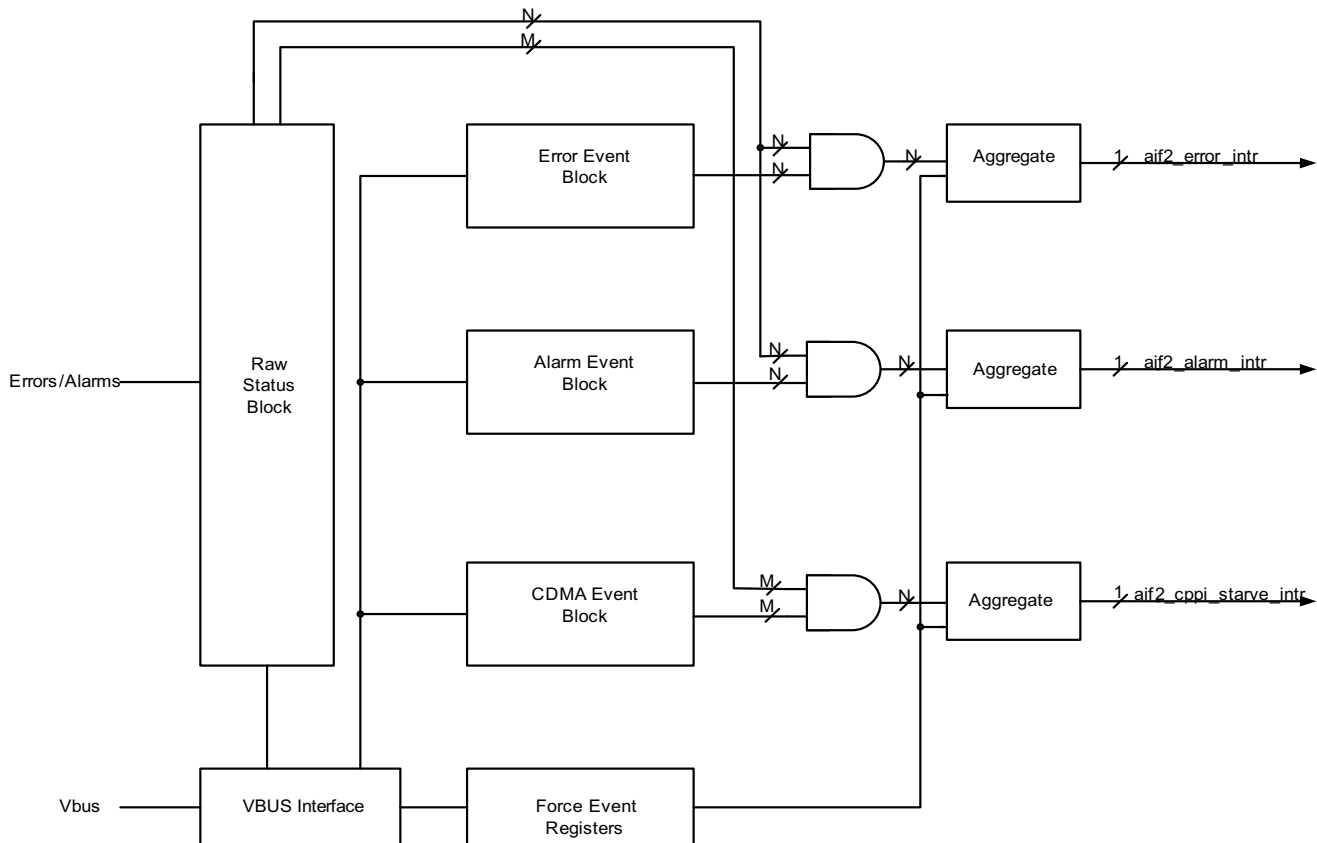 N
M
Error Event
Block
N
N
N
Aggregate
1
aif2_error_intr
Raw
Status
Block
Errors/Alarms
Alarm Event
Block
N
N
N
Aggregate
1
aif2_alarm_intr
CDMA Event
Block
M
M
N
Aggregate
1
aif2_cppi_starve_intr
Vbus
VBUS Interface
Force Event
Registers